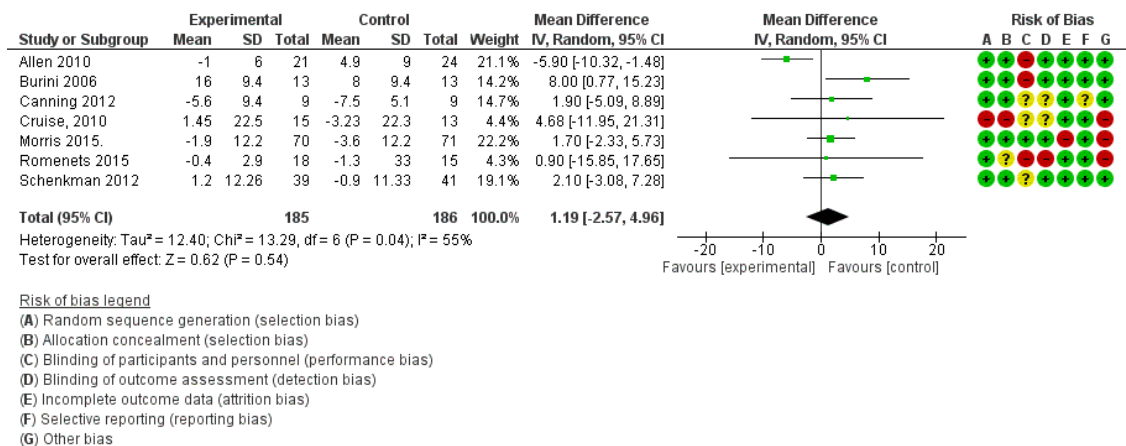 Experimental Control Mean Difference Mean Difference Risk of Bias
Study or Subgroup Mean SD Total Mean SD Total Weight IV, Random, 95% CI IV, Random, 95% CI A B C D E F G
Allen 2010 -1 6 21 4.9 9 24 21.1% -5.90 [-10.32, -1.48] + + - + + + +
Burini 2006 16 9.4 13 8 9.4 13 14.2% 8.00 [0.77, 15.23] + + - + + + +
Canning 2012 -5.6 9.4 9 -7.5 5.1 9 14.7% 1.90 [-5.09, 8.89] + + ? ? + ? +
Cruise, 2010 1.45 22.5 15 -3.23 22.3 13 4.4% 4.68 [-11.95, 21.31] - - ? ? + + -
Morris 2015. -1.9 12.2 70 -3.6 12.2 71 22.2% 1.70 [-2.33, 5.73] + + + + - + -
Romenets 2015 -0.4 2.9 18 -1.3 33 15 4.3% 0.90 [-15.85, 17.65] + ? - - + + -
Schenkman 2012 1.2 12.26 39 -0.9 11.33 41 19.1% 2.10 [-3.08, 7.28] + + ? + + + +
Total (95% CI) 185 186 100.0% 1.19 [-2.57, 4.96]
Heterogeneity: Tau² = 12.40; Chi² = 13.29, df = 6 (P = 0.04); I² = 55%
Test for overall effect: Z = 0.62 (P = 0.54)
-20 -10 0 10 20
Favours [experimental] Favours [control]
Risk of bias legend
(A) Random sequence generation (selection bias)
(B) Allocation concealment (selection bias)
(C) Blinding of participants and personnel (performance bias)
(D) Blinding of outcome assessment (detection bias)
(E) Incomplete outcome data (attrition bias)
(F) Selective reporting (reporting bias)
(G) Other bias